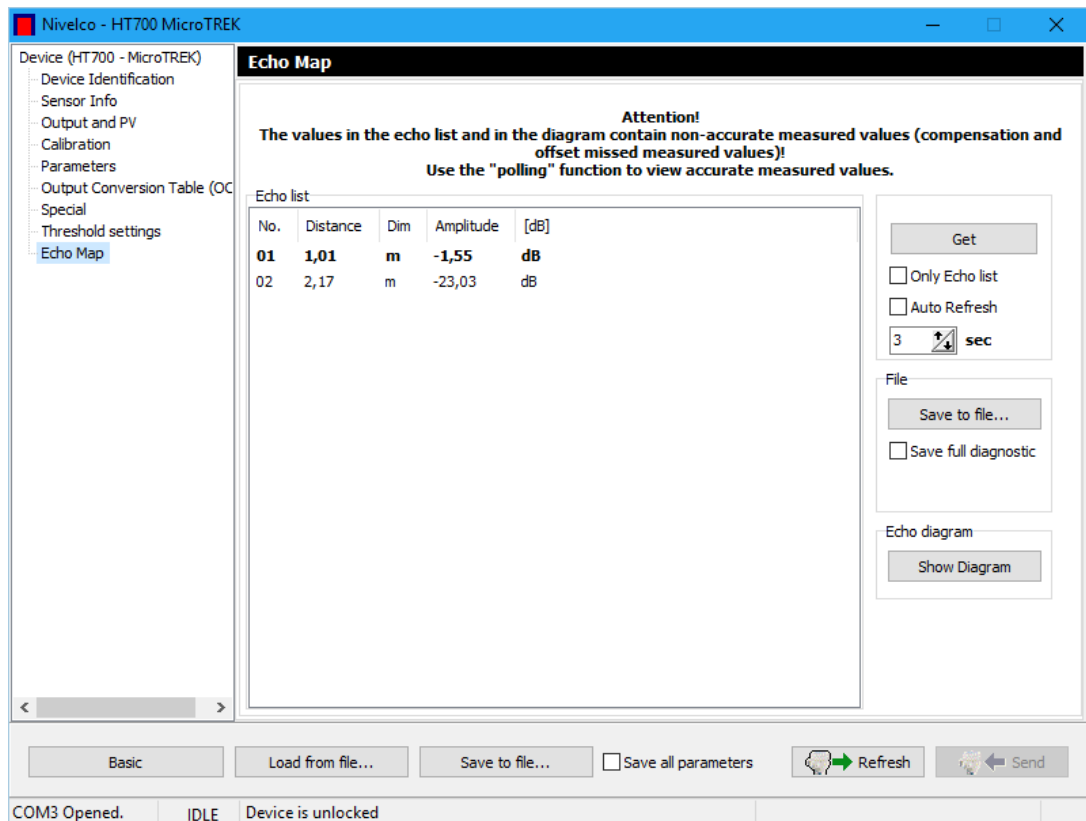 Nivelco - HT700 MicroTREK
Device (HT700 - MicroTREK)
Device Identification
Sensor Info
Output and PV
Calibration
Parameters
Output Conversion Table (OC
Special
Threshold settings
Echo Map
Echo Map
Attention!
The values in the echo list and in the diagram contain non-accurate measured values (compensation and
offset missed measured values)!
Use the "polling" function to view accurate measured values.
Echo list
No. Distance Dim Amplitude [dB]
01 1,01 m -1,55 dB
02 2,17 m -23,03 dB
Get
Only Echo list
Auto Refresh
3 sec
File
Save to file...
Save full diagnostic
Echo diagram
Show Diagram
Basic Load from file... Save to file... Save all parameters Refresh Send
COM3 Opened. IDLE Device is unlocked